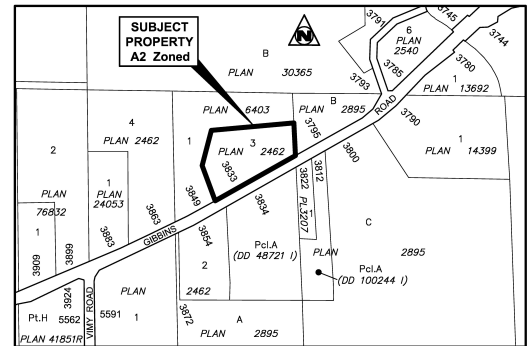 SUBJECT
PROPERTY
A2 Zoned
N
B
PLAN 30365
3791
6
PLAN
2540
3745
3744
3785
3793
3780
1
PLAN 13692
PLAN 6403
B
PLAN 2895
3795
ROAD
3790
4
PLAN 2462
1
3
PLAN 2462
3833
3800
1
PLAN 14399
2
PLAN
76832
1
PLAN
24053
3849
3863
3883
3822
3812
PL3207
1
3834
C
1
3909
3899
GIBBINS
3854
Pcl.A
(DD 48721 I)
PLAN 2895
Pcl.A
(DD 100244 I)
2
2462
3924
VIMY ROAD
PLAN
5591 1
3872
A
PLAN 2895
Pt.H 5562
PLAN 41851R